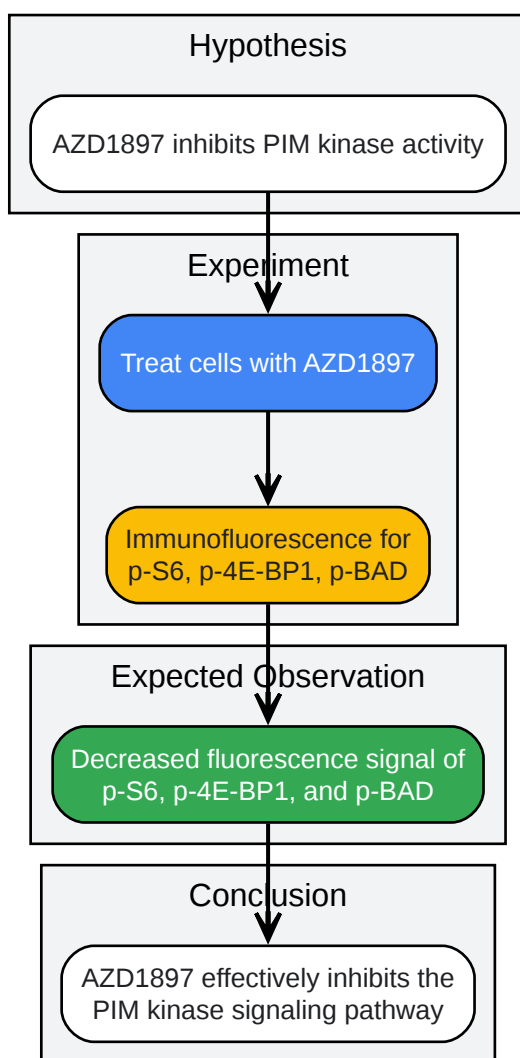 Hypothesis
AZD1897 inhibits PIM kinase activity
Experiment
Treat cells with AZD1897
Immunofluorescence for
p-S6, p-4E-BP1, p-BAD
Expected Observation
Decreased fluorescence signal of
p-S6, p-4E-BP1, and p-BAD
Conclusion
AZD1897 effectively inhibits the
PIM kinase signaling pathway